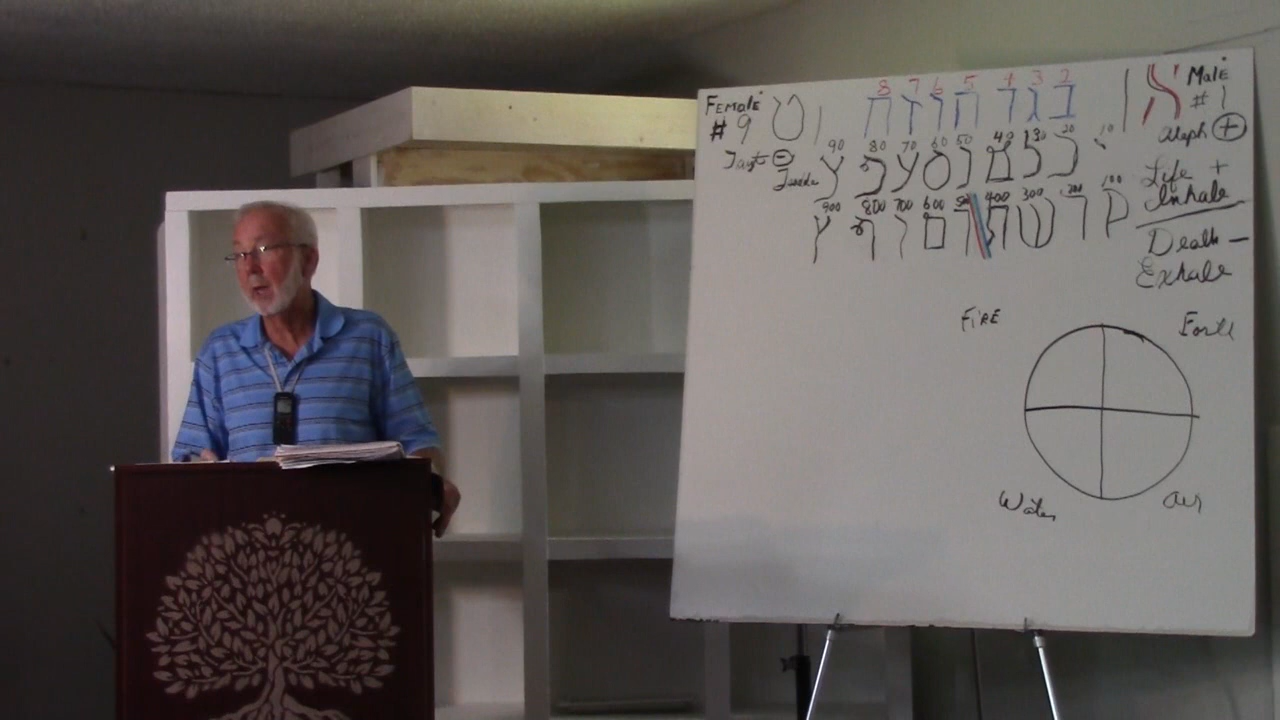 Female 8 7 6 5 4 3 2 Male
# 9 ט ח ז ו ה ד ג ב א # 1
Aleph +
90 80 70 60 50 40 30 20 10
צ פ ע ס נ מ ל כ י
Life +
Inhale
900 800 700 600 500 400 300 200 100
ץ ף ן ם ך ת ש ר ק
Death -
Exhale
FIRE
Water
Air